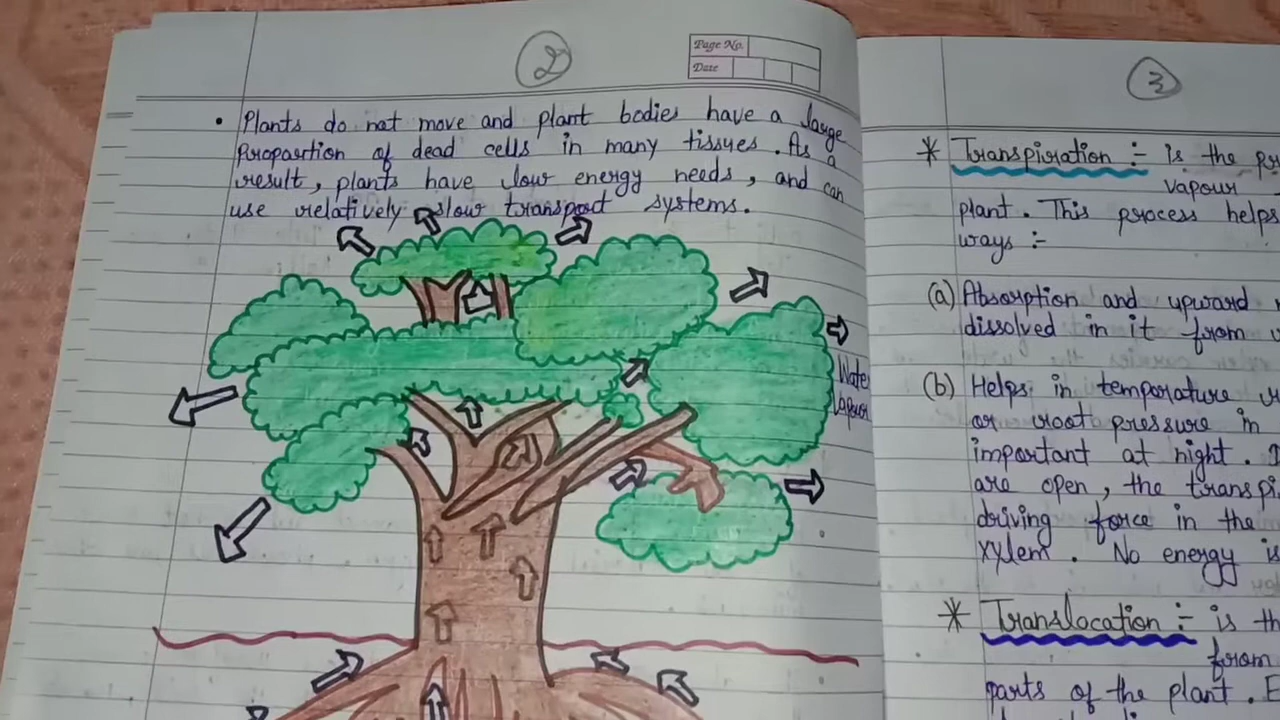 2
Page No.
Date
• Plants do not move and plant bodies have a large
proportion of dead cells in many tissues. As a
result, plants have low energy needs, and can
use relatively slow transport systems.
Water
Vapour
3
* Transpiration :- is the pr
vapour
plant. This process helps
ways :-
(a) Absorption and upward
dissolved in it from
(b) Helps in temperature
or root pressure in
important at night.
are open, the transpi
driving force in the
xylem. No energy is
* Translocation :- is th
from
parts of the plant. E